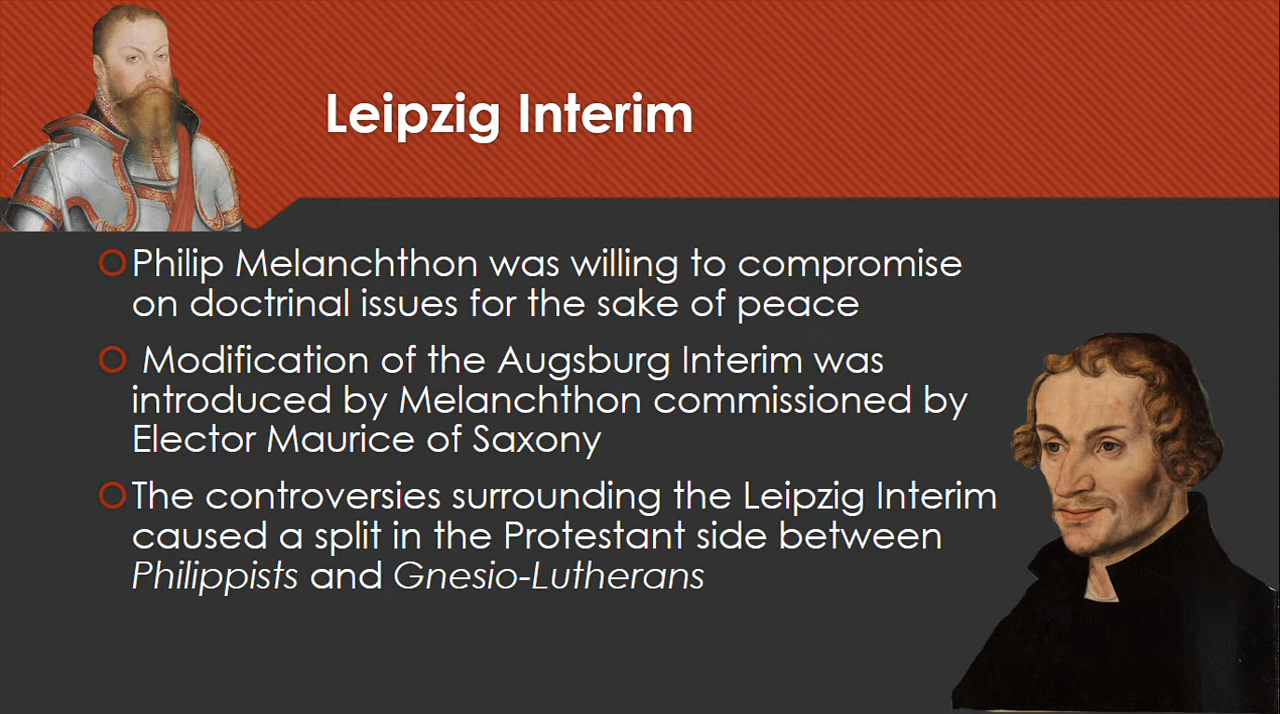 Leipzig Interim
Philip Melanchthon was willing to compromise
on doctrinal issues for the sake of peace
Modification of the Augsburg Interim was
introduced by Melanchthon commissioned by
Elector Maurice of Saxony
The controversies surrounding the Leipzig Interim
caused a split in the Protestant side between
Philippists and Gnesio-Lutherans